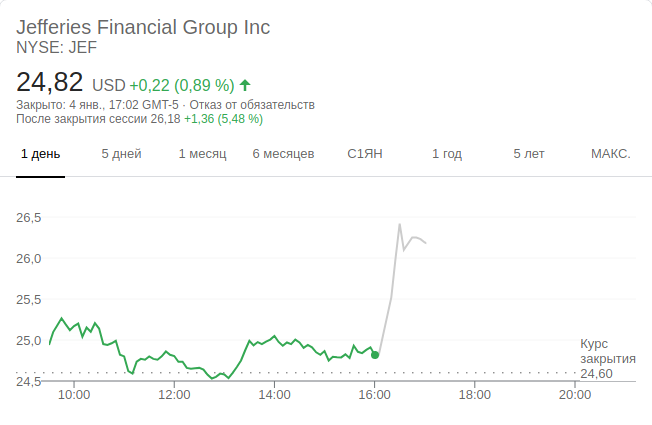 Jefferies Financial Group Inc
NYSE: JEF
24,82 USD +0,22 (0,89 %)
Закрыто: 4 янв., 17:02 GMT-5 · Отказ от обязательств
После закрытия сессии 26,18 +1,36 (5,48 %)
1 день 5 дней 1 месяц 6 месяцев С1ЯН 1 год 5 лет МАКС.
26,5
26,0
25,5
25,0
Курс
закрытия
24,60
24,5
10:00 12:00 14:00 16:00 18:00 20:00